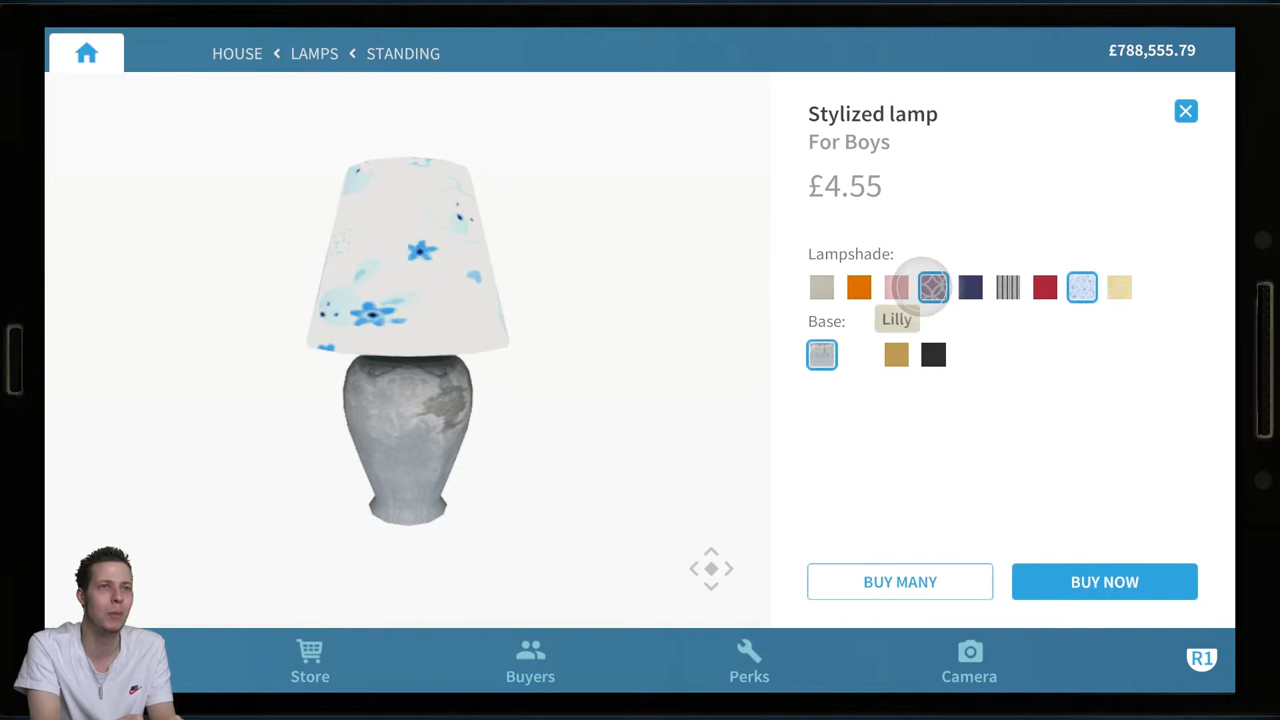 HOUSE < LAMPS < STANDING
£788,555.79
Stylized lamp
For Boys
£4.55
Lampshade:
Base:
Lilly
BUY MANY
BUY NOW
Store
Buyers
Perks
Camera
R1